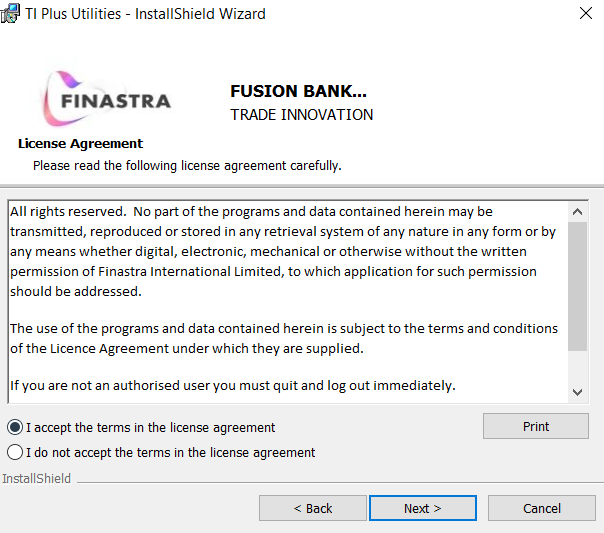 TI Plus Utilities - InstallShield Wizard
FINASTRA
FUSION BANK...
TRADE INNOVATION
License Agreement
Please read the following license agreement carefully.
All rights reserved.  No part of the programs and data contained herein may be
transmitted, reproduced or stored in any retrieval system of any nature in any form or by
any means whether digital, electronic, mechanical or otherwise without the written
permission of Finastra International Limited, to which application for such permission
should be addressed.
The use of the programs and data contained herein is subject to the terms and conditions
of the Licence Agreement under which they are supplied.
If you are not an authorised user you must quit and log out immediately.
I accept the terms in the license agreement
Print
I do not accept the terms in the license agreement
InstallShield
< Back
Next >
Cancel